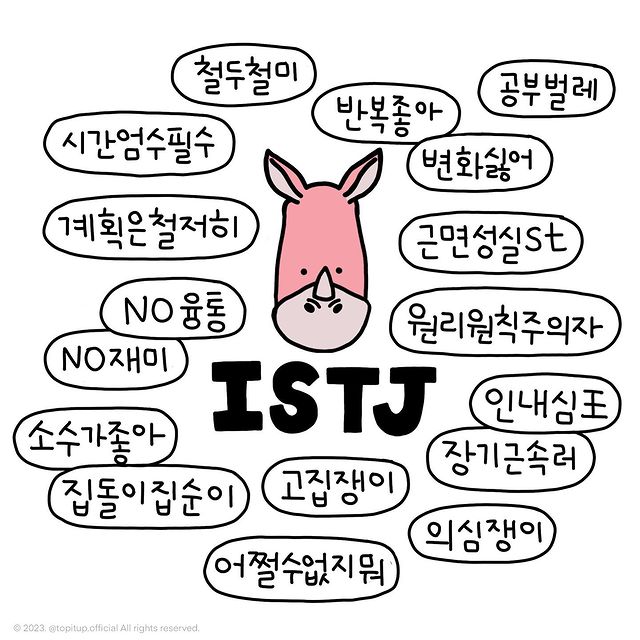 철두철미
공부벌레
반복좋아
시간엄수필수
변화싫어
계획은철저히
근면성실st
NO융통
원리원칙주의자
NO재미
ISTJ
인내심王
소수가좋아
장기근속러
고집쟁이
집돌이집순이
의심쟁이
어쩔수없지뭐
© 2023. @topitup.official All rights reserved.